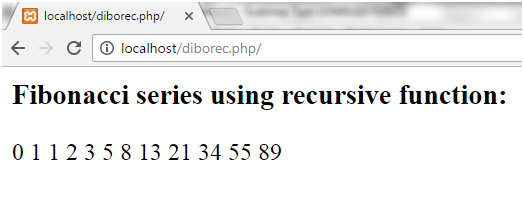 localhost/diborec.php/
localhost/diborec.php/
Fibonacci series using recursive function:
0 1 1 2 3 5 8 13 21 34 55 89